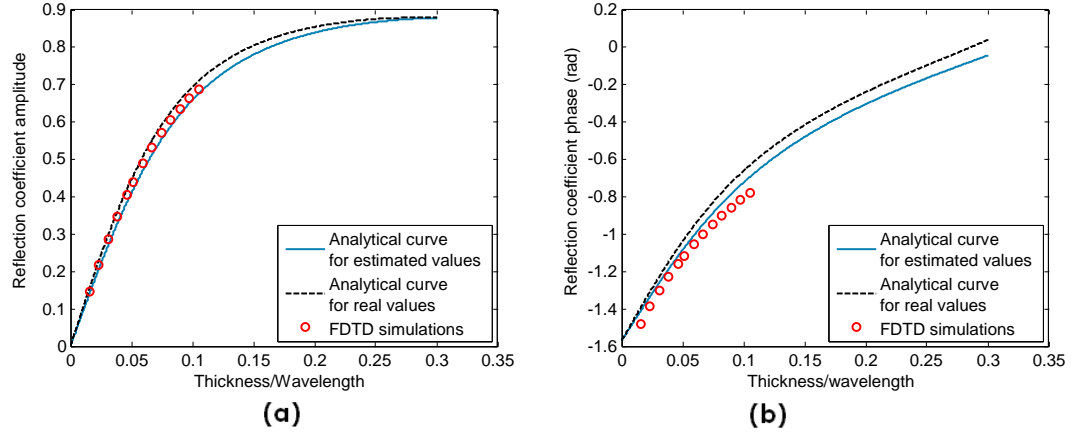 0.9
0.8
0.7
0.6
0.5
0.4
0.3
0.2
0.1
0
Reflection coefficient amplitude
Analytical curve
for estimated values
Analytical curve
for real values
FDTD simulations
0 0.05 0.1 0.15 0.2 0.25 0.3 0.35
Thickness/Wavelength
(a)
0.2
0
-0.2
-0.4
-0.6
-0.8
-1
-1.2
-1.4
-1.6
Reflection coefficient phase (rad)
Analytical curve
for estimated values
Analytical curve
for real values
FDTD simulations
0 0.05 0.1 0.15 0.2 0.25 0.3 0.35
Thickness/wavelength
(b)